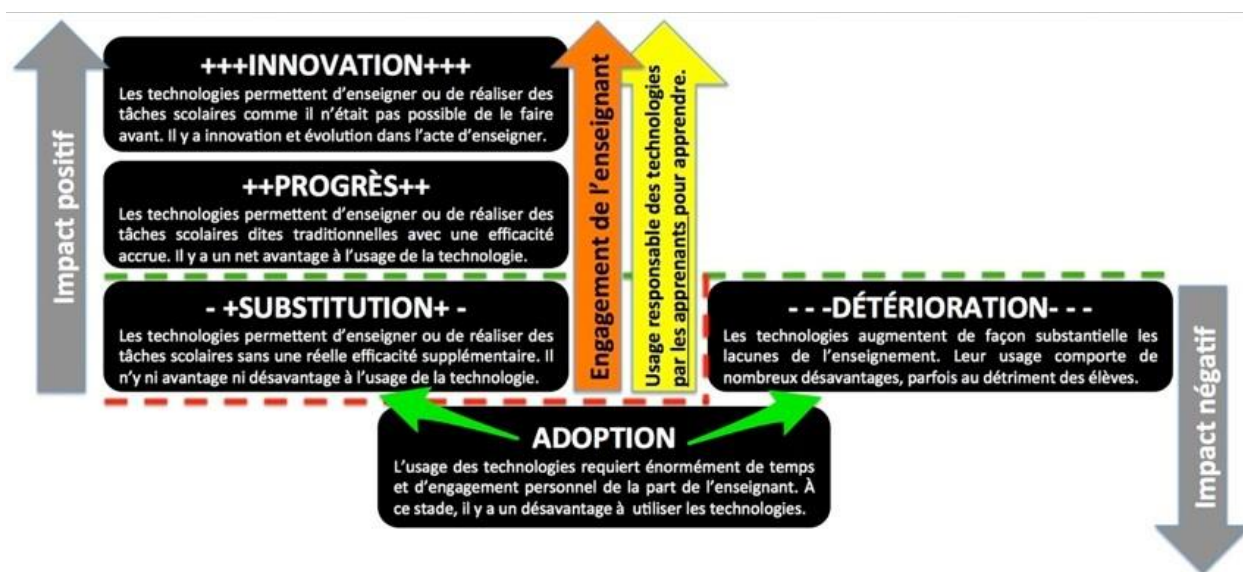 Impact positif
+++INNOVATION+++
Les technologies permettent d'enseigner ou de réaliser des
tâches scolaires comme il n'était pas possible de le faire
avant. Il y a innovation et évolution dans l'acte d'enseigner.
++PROGRÈS++
Les technologies permettent d'enseigner ou de réaliser des
tâches scolaires dites traditionnelles avec une efficacité
accrue. Il y a un net avantage à l'usage de la technologie.
- +SUBSTITUTION+ -
Les technologies permettent d'enseigner ou de réaliser des
tâches scolaires sans une réelle efficacité supplémentaire. Il
n'y ni avantage ni désavantage à l'usage de la technologie.
Engagement de l'enseignant
Usage responsable des technologies
par les apprenants pour apprendre.
- - -DÉTÉRIORATION- - -
Les technologies augmentent de façon substantielle les
lacunes de l'enseignement. Leur usage comporte de
nombreux désavantages, parfois au détriment des élèves.
Impact négatif
ADOPTION
L'usage des technologies requiert énormément de temps
et d'engagement personnel de la part de l'enseignant. À
ce stade, il y a un désavantage à utiliser les technologies.